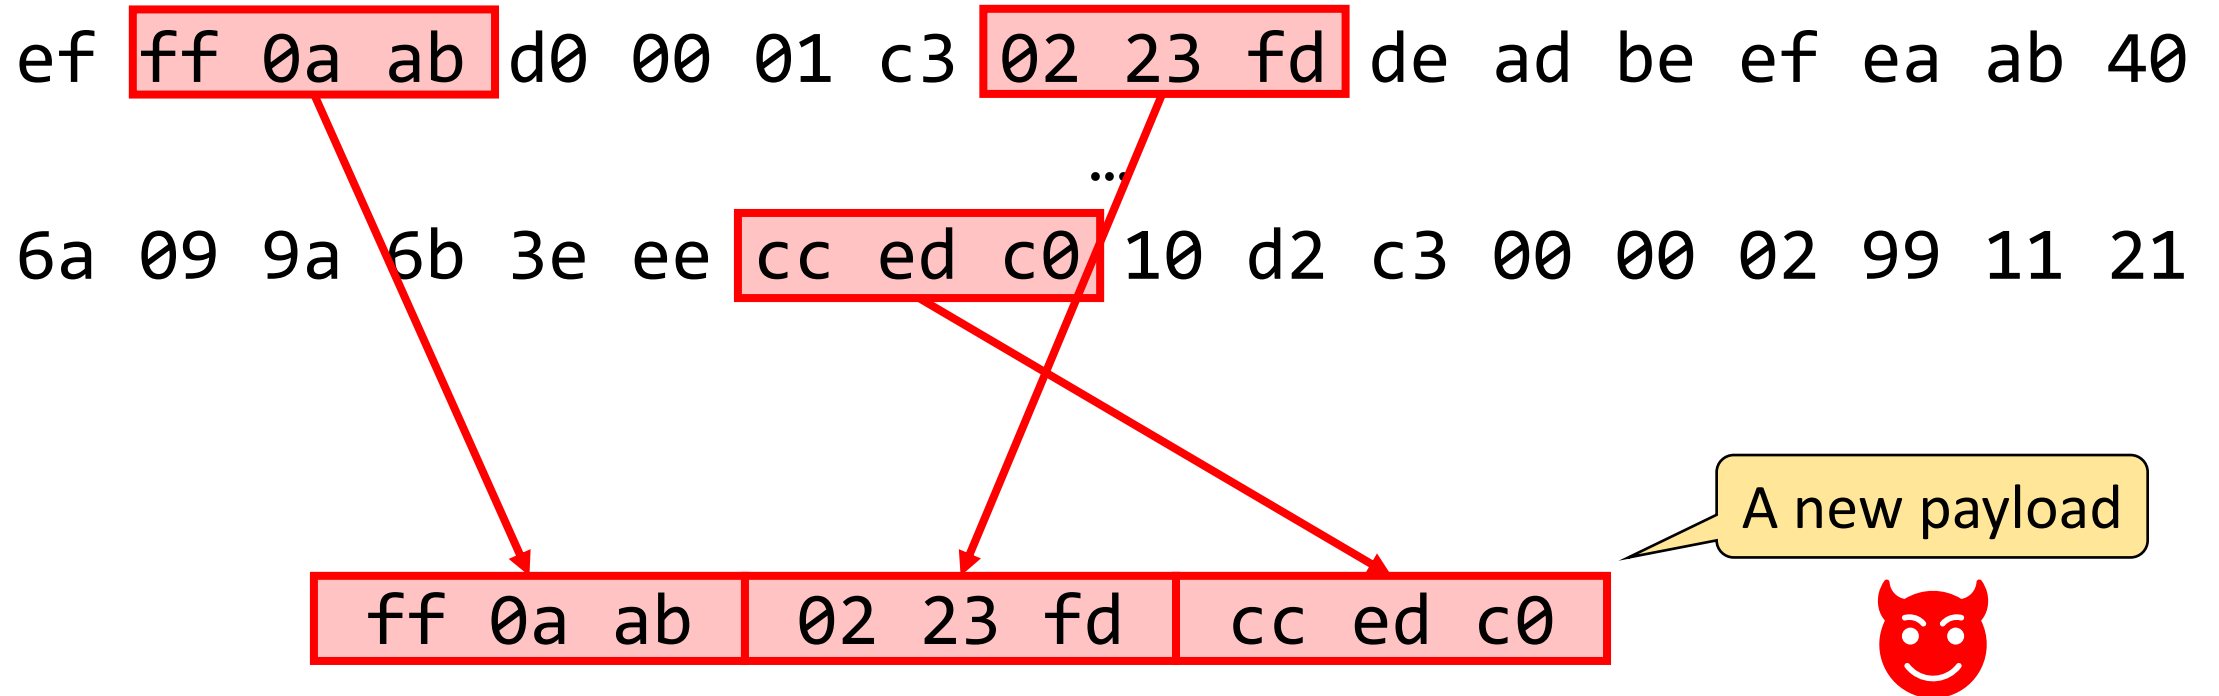 ef ff 0a ab d0 00 01 c3 02 23 fd de ad be ef ea ab 40
…
6a 09 9a 6b 3e ee cc ed c0 10 d2 c3 00 00 02 99 11 21
A new payload
ff 0a ab 02 23 fd cc ed c0